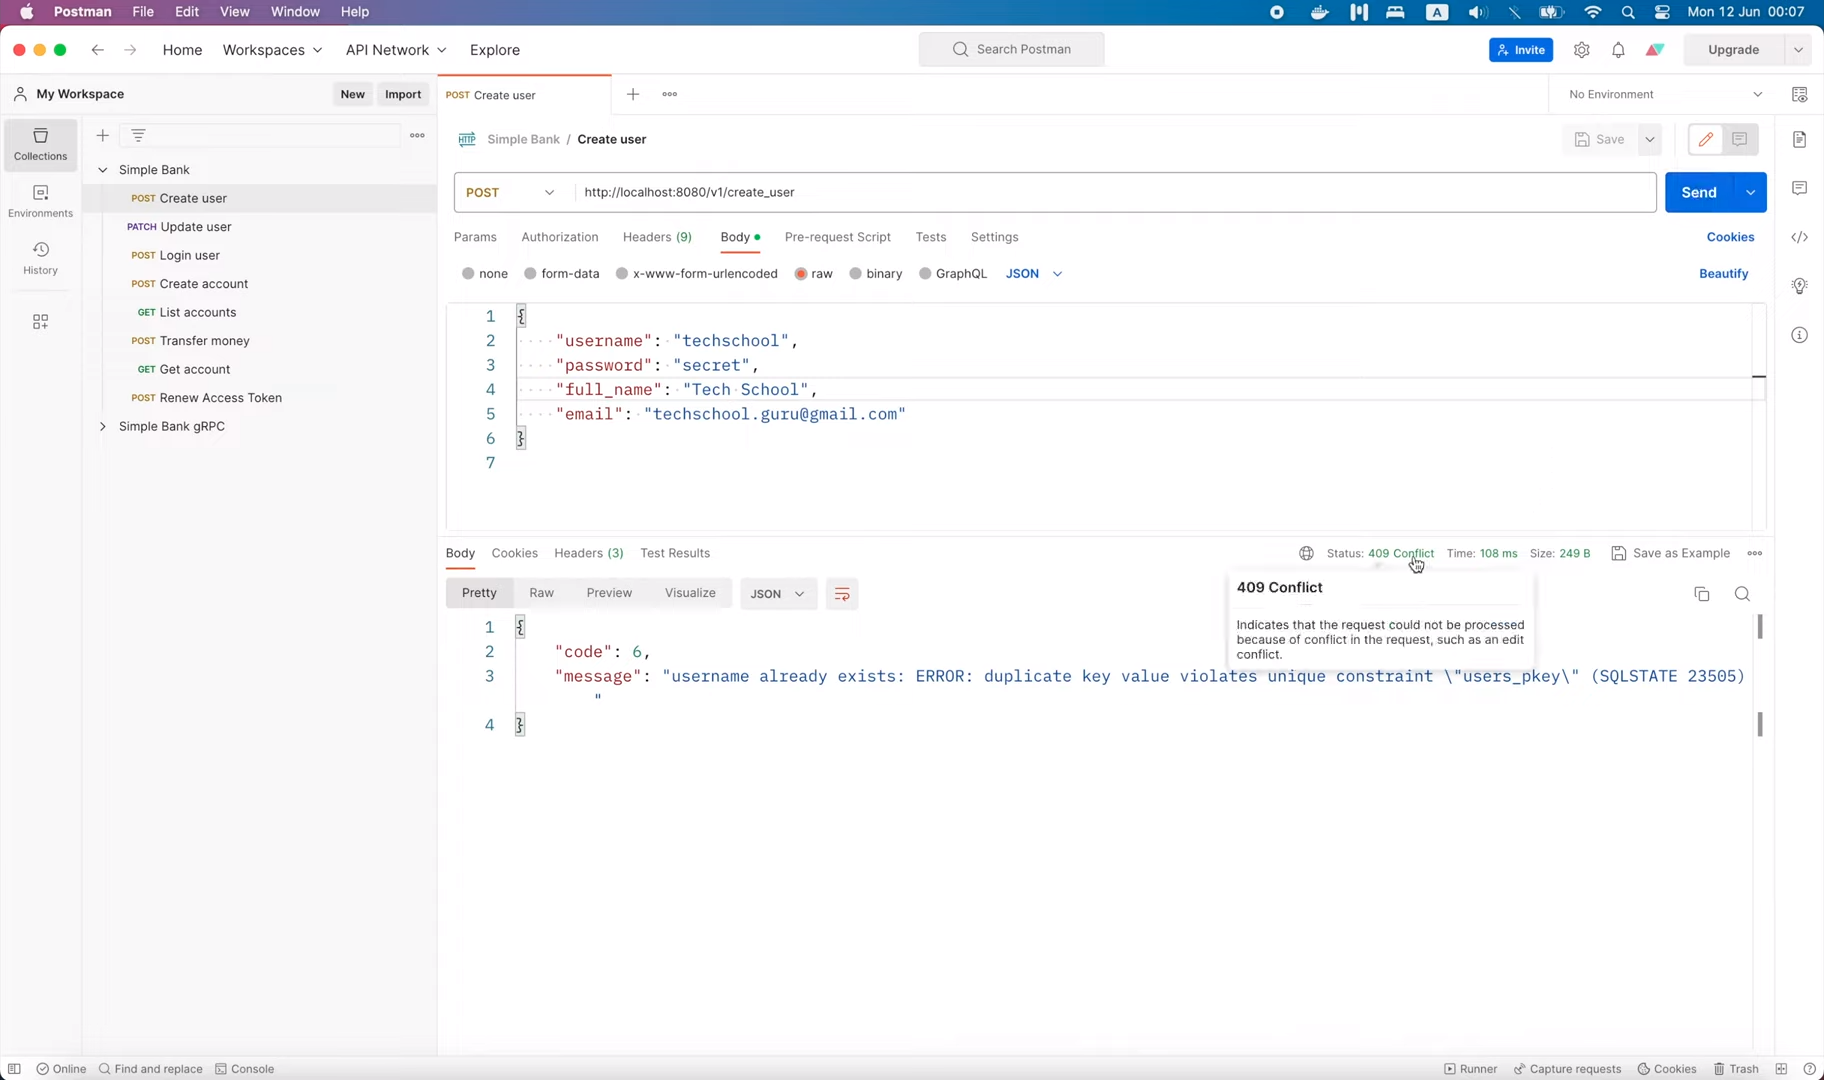 Postman File Edit View Window Help
A Mon 12 Jun 00:07
Home Workspaces API Network Explore
Search Postman
Invite Upgrade
My Workspace New Import
POST Create user
No Environment
Collections
Environments
History
Simple Bank
POST Create user
PATCH Update user
POST Login user
POST Create account
GET List accounts
POST Transfer money
GET Get account
POST Renew Access Token
Simple Bank gRPC
HTTP Simple Bank / Create user
Save
POST http://localhost:8080/v1/create_user
Send
Params Authorization Headers (9) Body Pre-request Script Tests Settings
Cookies
none form-data x-www-form-urlencoded raw binary GraphQL JSON
Beautify
1 {
2 "username": "techschool",
3 "password": "secret",
4 "full_name": "Tech School",
5 "email": "techschool.guru@gmail.com"
6 }
7
Body Cookies Headers (3) Test Results
Status: 409 Conflict Time: 108 ms Size: 249 B Save as Example
Pretty Raw Preview Visualize JSON
409 Conflict
Indicates that the request could not be processed
because of conflict in the request, such as an edit
conflict.
1 {
2 "code": 6,
3 "message": "username already exists: ERROR: duplicate key value violates unique constraint \"users_pkey\" (SQLSTATE 23505)
"
4 }
Online Find and replace Console
Runner Capture requests Cookies Trash